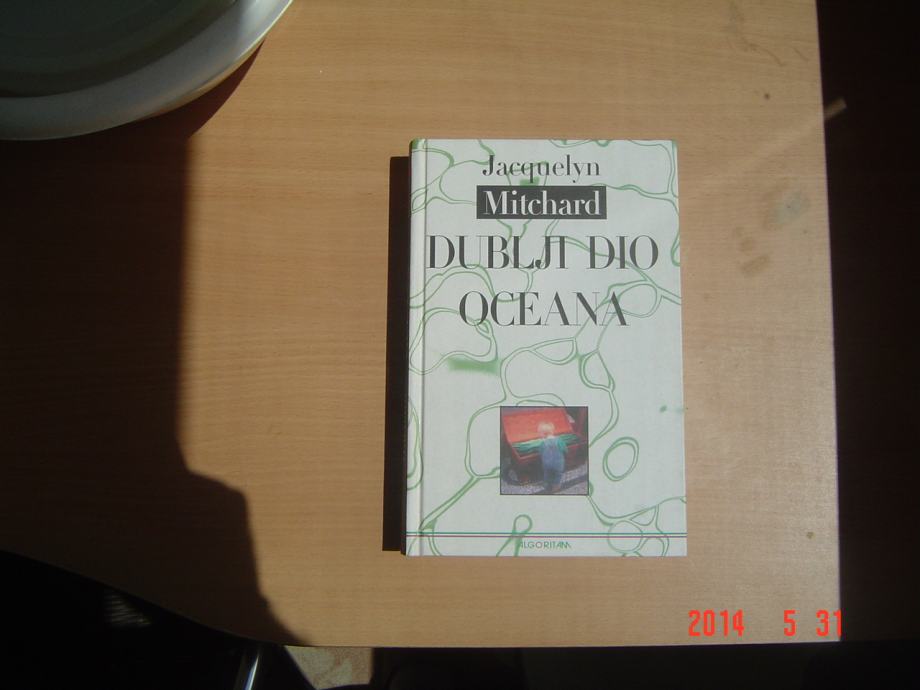 Jacquelyn
Mitchard
DUBLJI DIO
OCEANA
ALGORITAM
2014 5 31